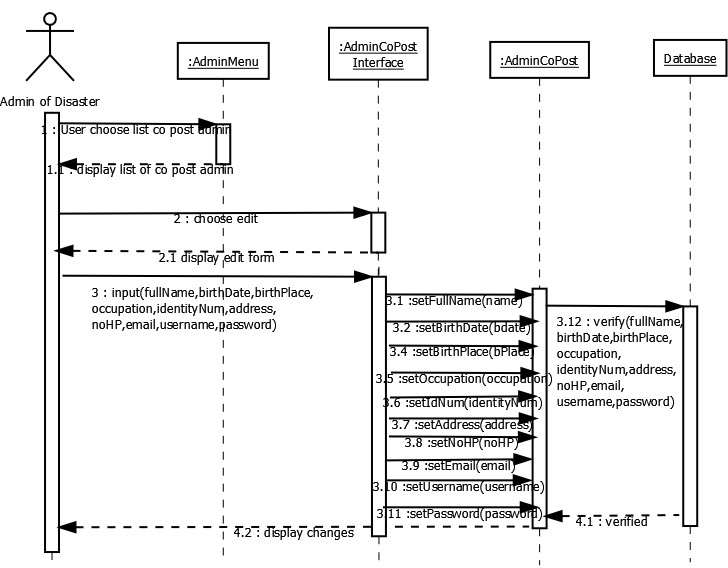 :AdminMenu
:AdminCoPost
Interface
:AdminCoPost
Database
Admin of Disaster
1 : User choose list co post admin
1.1 : display list of co post admin
2 : choose edit
2.1 display edit form
3 : input(fullName,birthDate,birthPlace,
occupation,identityNum,address,
noHP,email,username,password)
3.1 :setFullName(name)
3.2 :setBirthDate(bdate)
3.4 :setBirthPlace(bPlace)
3.5 :setOccupation(occupation)
3.6 :setIdNum(identityNum)
3.7 :setAddress(address)
3.8 :setNoHP(noHP)
3.9 :setEmail(email)
3.10 :setUsername(username)
3.11 :setPassword(password)
3.12 : verify(fullName,
birthDate,birthPlace,
occupation,
identityNum,address,
noHP,email,
username,password)
4.1 : verified
4.2 : display changes